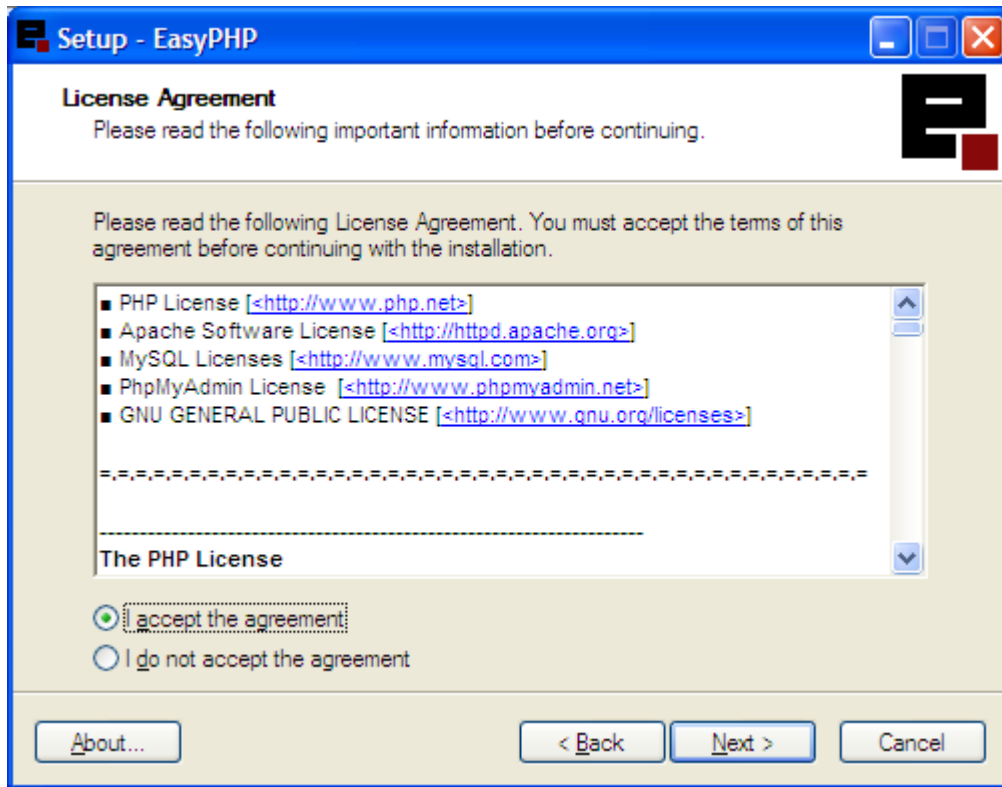 Setup - EasyPHP
License Agreement
Please read the following important information before continuing.
Please read the following License Agreement. You must accept the terms of this
agreement before continuing with the installation.
■ PHP License [<http://www.php.net>]
■ Apache Software License [<http://httpd.apache.org>]
■ MySQL Licenses [<http://www.mysql.com>]
■ PhpMyAdmin License [<http://www.phpmyadmin.net>]
■ GNU GENERAL PUBLIC LICENSE [<http://www.gnu.org/licenses>]
=.=.=.=.=.=.=.=.=.=.=.=.=.=.=.=.=.=.=.=.=.=.=.=.=.=.=.=.=.=.=.=.=.=.=.=.=.=.=.=.=.=.=
--------------------------------------------------------------------
The PHP License
I accept the agreement
I do not accept the agreement
About...
< Back
Next >
Cancel